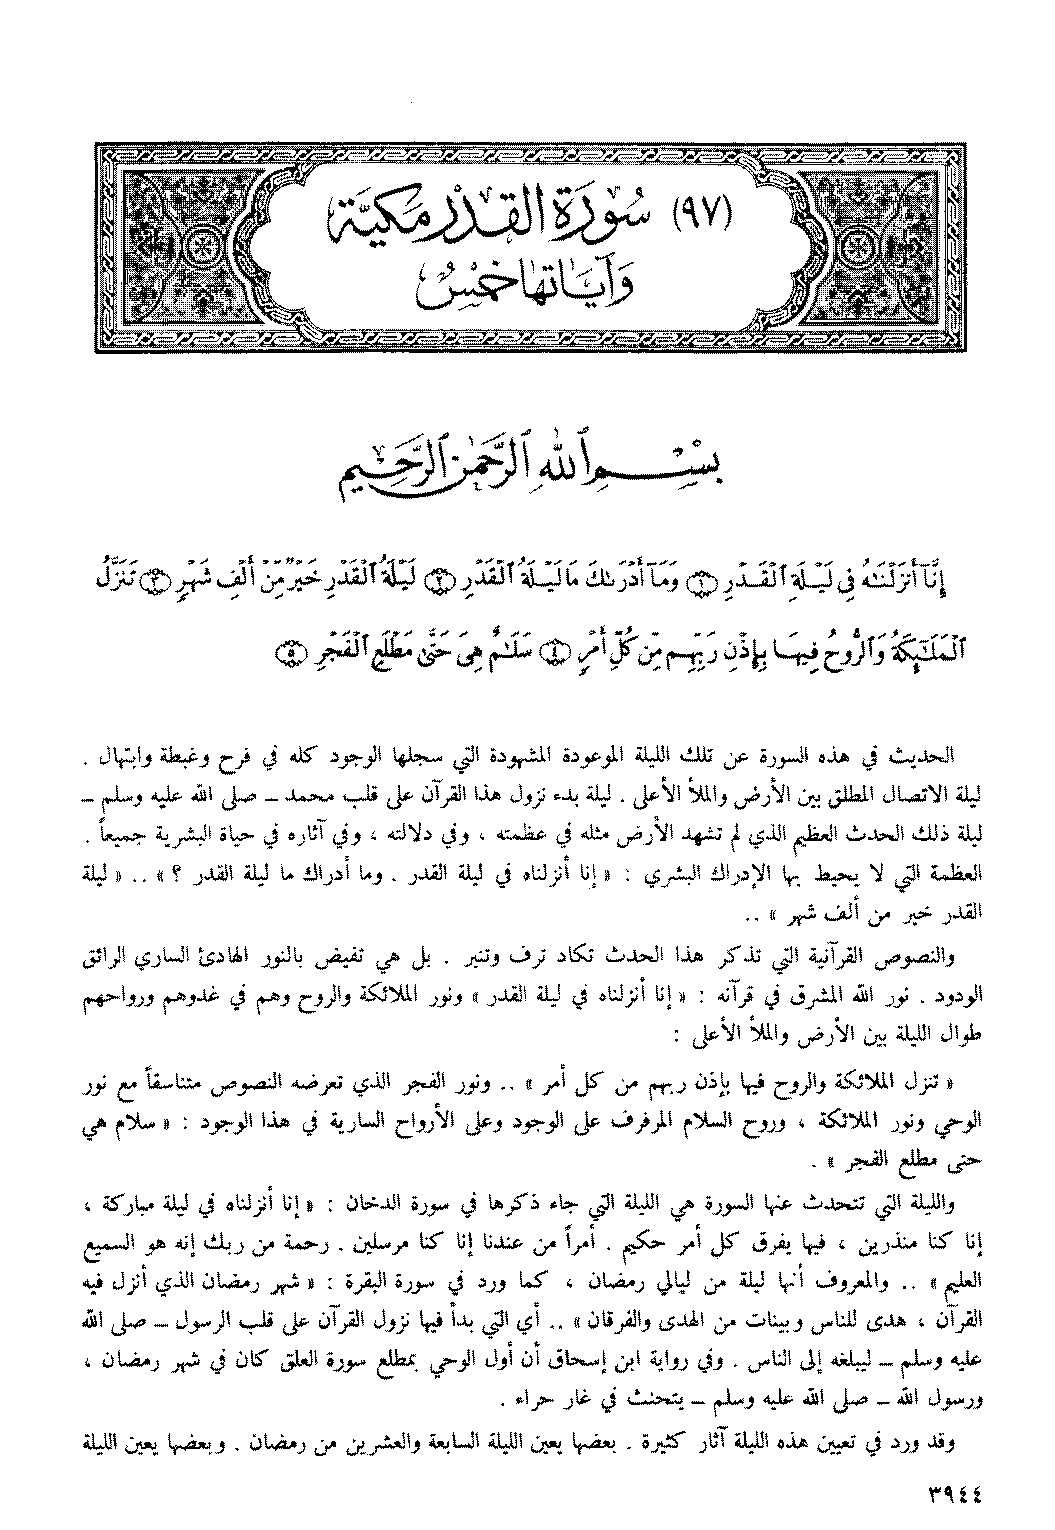 (٩٧) سُورَةِ القَدْرِ مَكِيَّة
وَآيَاتهَا خَمْسٌ
بِسْمِ ٱللَّهِ ٱلرَّحْمَٰنِ ٱلرَّحِيمِ
إِنَّآ أَنزَلْنَٰهُ فِى لَيْلَةِ ٱلْقَدْرِ ١ وَمَآ أَدْرَىٰكَ مَا لَيْلَةُ ٱلْقَدْرِ ٢ لَيْلَةُ ٱلْقَدْرِ خَيْرٌ مِّنْ أَلْفِ شَهْرٍ ٣ تَنَزَّلُ
ٱلْمَلَٰٓئِكَةُ وَٱلرُّوحُ فِيهَا بِإِذْنِ رَبِّهِم مِّن كُلِّ أَمْرٍ ٤ سَلَٰمٌ هِىَ حَتَّىٰ مَطْلَعِ ٱلْفَجْرِ ٥
الحديث في هذه السورة عن تلك الليلة الموعودة المشهودة التي سجلها الوجود كله في فرح وغبطة وابتهال .
ليلة الاتصال المطلق بين الأرض والملأ الأعلى . ليلة بدء نزول هذا القرآن على قلب محمد – صلى الله عليه وسلم –
ليلة ذلك الحدث العظيم الذي لم تشهد الأرض مثله في عظمته ، وفي دلالته ، وفي آثاره في حياة البشرية جميعاً .
العظمة التي لا يحيط بها الإدراك البشري : « إنا أنزلناه في ليلة القدر . وما أدراك ما ليلة القدر ؟ » .. « ليلة
القدر خير من ألف شهر » ..
والنصوص القرآنية التي تذكر هذا الحدث تكاد ترف وتنير . بل هي تفيض بالنور الهادئ الساري الرائق
الودود . نور الله المشرق في قرآنه : « إنا أنزلناه في ليلة القدر » ونور الملائكة والروح وهم في غدوهم ورواحهم
طوال الليلة بين الأرض والملأ الأعلى :
« تنزل الملائكة والروح فيها بإذن ربهم من كل أمر » .. ونور الفجر الذي تعرضه النصوص متناسقاً مع نور
الوحي ونور الملائكة ، وروح السلام المرفرف على الوجود وعلى الأرواح السارية في هذا الوجود : « سلام هي
حتى مطلع الفجر » .
والليلة التي تتحدث عنها السورة هي الليلة التي جاء ذكرها في سورة الدخان : « إنا أنزلناه في ليلة مباركة ،
إنا كنا منذرين ، فيها يفرق كل أمر حكيم . أمراً من عندنا إنا كنا مرسلين . رحمة من ربك إنه هو السميع
العليم » .. والمعروف أنها ليلة من ليالي رمضان ، كما ورد في سورة البقرة : « شهر رمضان الذي أنزل فيه
القرآن ، هدى للناس وبينات من الهدى والفرقان » .. أي التي بدأ فيها نزول القرآن على قلب الرسول – صلى الله
عليه وسلم – ليبلغه إلى الناس . وفي رواية ابن إسحاق أن أول الوحي بمطلع سورة العلق كان في شهر رمضان ،
ورسول الله – صلى الله عليه وسلم – يتحنث في غار حراء .
وقد ورد في تعيين هذه الليلة آثار كثيرة . بعضها يعين الليلة السابعة والعشرين من رمضان . وبعضها يعين الليلة
٣٩٤٤